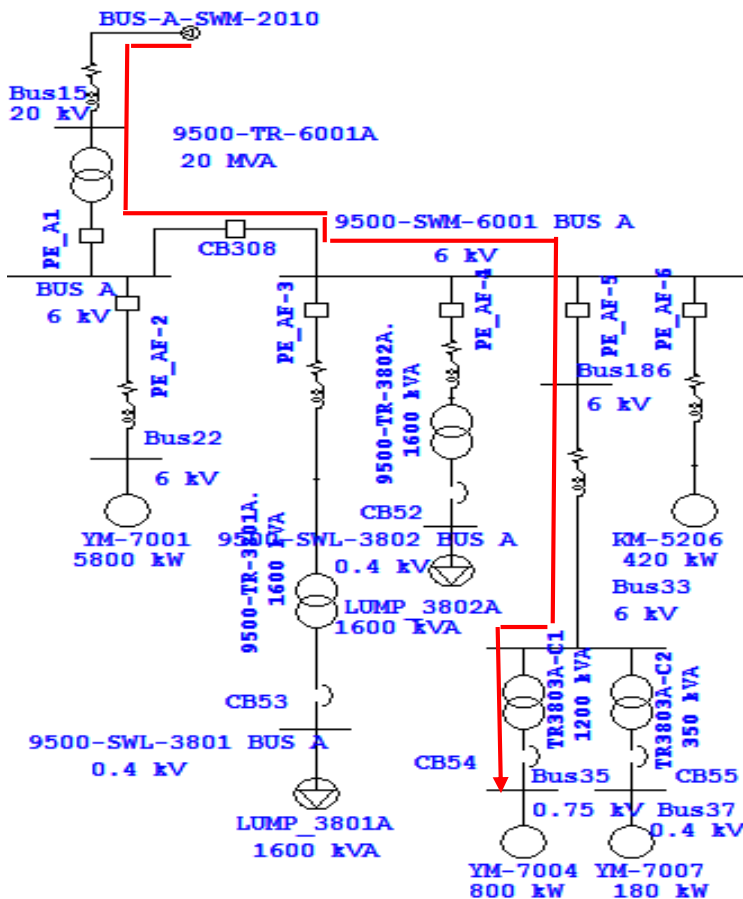 BUS-A-SWM-2010
Bus15
20 kV
9500-TR-6001A
20 MVA
PE_A1
9500-SWM-6001 BUS A
6 kV
CB308
BUS A
6 kV
PE_AF-2
PE_AF-3
PE_AF-4
PE_AF-5
PE_AF-6
Bus186
6 kV
9500-TR-3802A.
1600 kVA
Bus22
6 kV
YM-7001
5800 kW
CB52
9500-SWL-3802 BUS A
0.4 kV
KM-5206
420 kW
9500-TR-3801A.
1600 kVA
LUMP_3802A
1600 kVA
Bus33
6 kV
TR3803A-C1
1200 kVA
TR3803A-C2
350 kVA
CB53
9500-SWL-3801 BUS A
0.4 kV
CB54
Bus35
0.75 kV
CB55
Bus37
0.4 kV
LUMP_3801A
1600 kVA
YM-7004
800 kW
YM-7007
180 kW